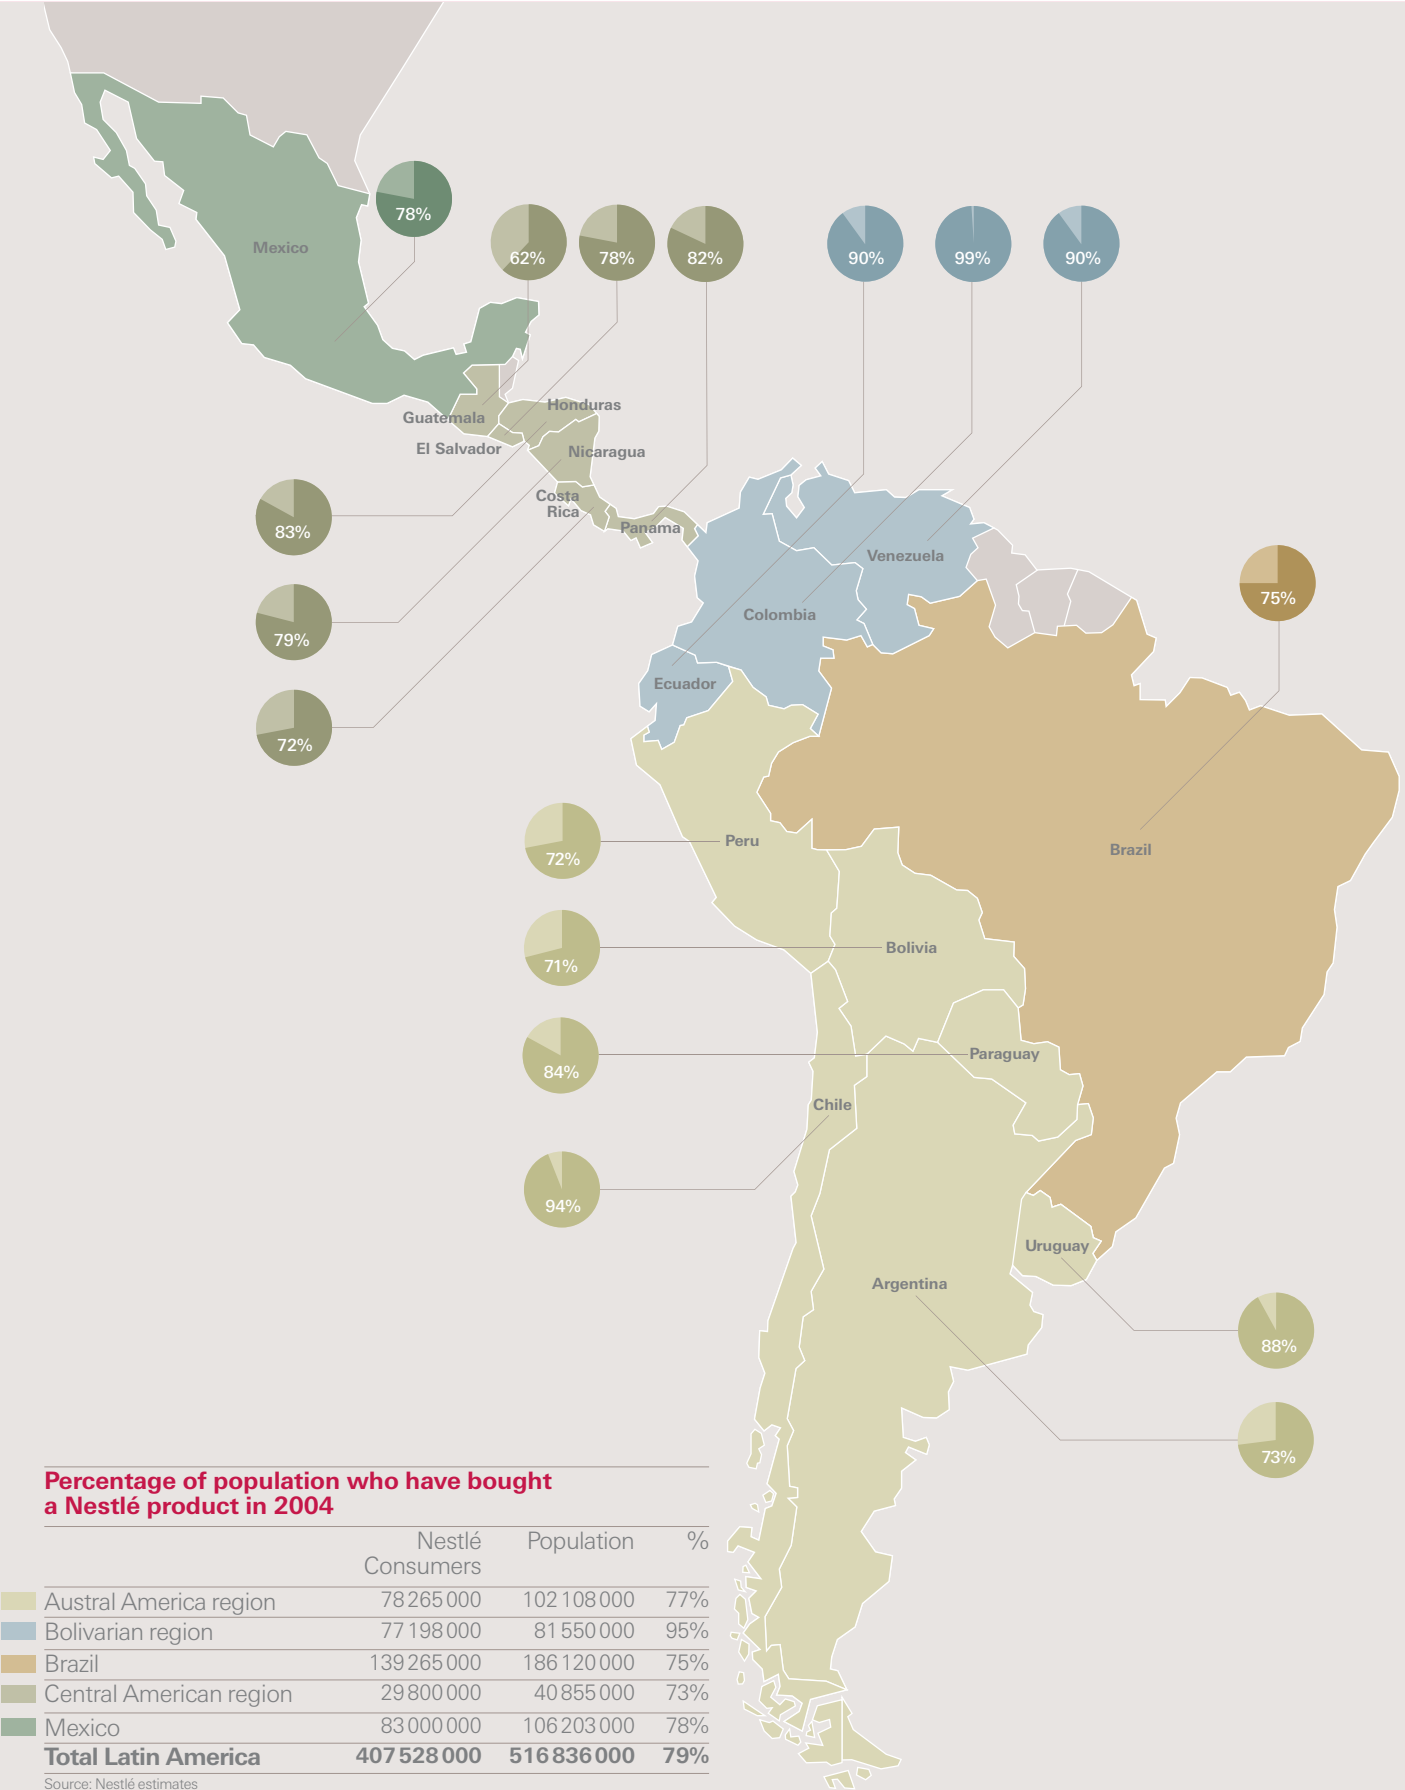 78%
Mexico
62%
78%
82%
90%
99%
90%
Guatemala
Honduras
El Salvador
Nicaragua
Costa
Rica
Panama
83%
79%
72%
Venezuela
Colombia
Ecuador
75%
Brazil
72%
Peru
71%
Bolivia
84%
Paraguay
Chile
94%
Uruguay
Argentina
88%
73%
Percentage of population who have bought
a Nestlé product in 2004
Nestlé Population %
Consumers
Austral America region 78 265 000 102 108 000 77%
Bolivarian region 77 198 000 81 550 000 95%
Brazil 139 265 000 186 120 000 75%
Central American region 29 800 000 40 855 000 73%
Mexico 83 000 000 106 203 000 78%
Total Latin America 407 528 000 516 836 000 79%
Source: Nestlé estimates